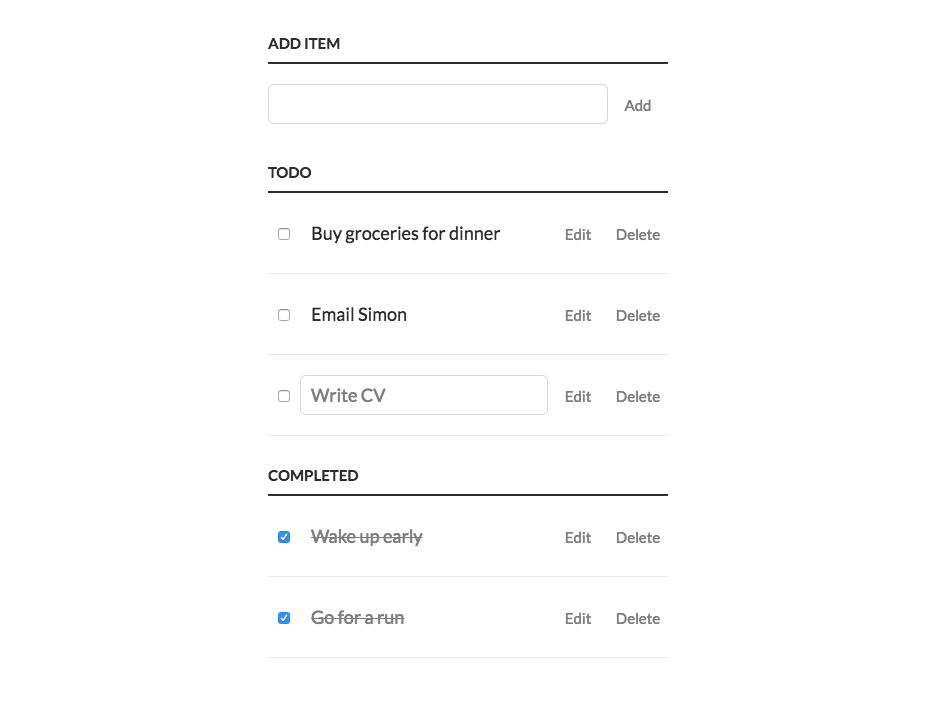 ADD ITEM
Add
TODO
Buy groceries for dinner Edit Delete
Email Simon Edit Delete
Write CV Edit Delete
COMPLETED
Wake up early Edit Delete
Go for a run Edit Delete